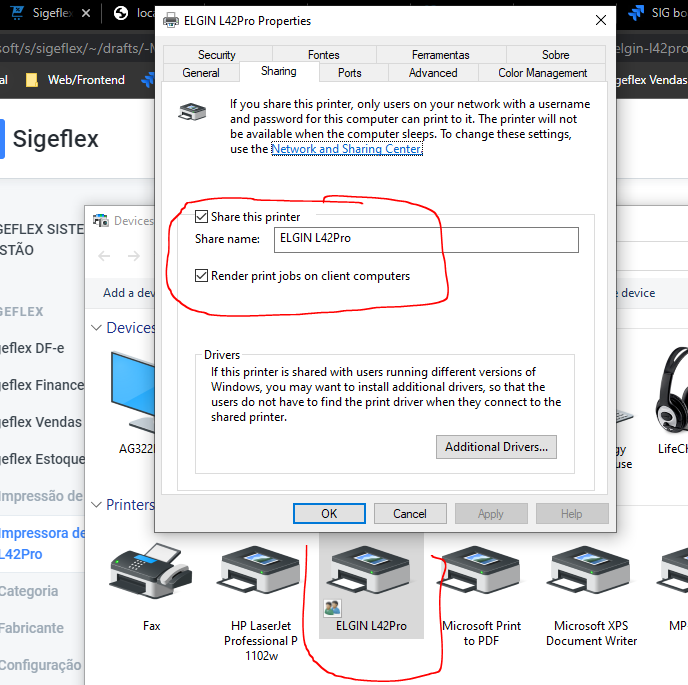 Sigefle
loca
SIG bo
soft/s/sigeflex/~/drafts/-M
elgin-l42pro
al
Web/Frontend
geflex Vendas
Sigeflex
ELGIN L42Pro Properties
Security
Fontes
Ferramentas
Sobre
General
Sharing
Ports
Advanced
Color Management
If you share this printer, only users on your network with a username
and password for this computer can print to it. The printer will not
be available when the computer sleeps. To change these settings,
use the Network and Sharing Center.
Share this printer
Share name:
ELGIN L42Pro
Render print jobs on client computers
Drivers
If this printer is shared with users running different versions of
Windows, you may want to install additional drivers, so that the
users do not have to find the print driver when they connect to the
shared printer.
Additional Drivers...
OK
Cancel
Apply
Help
GEFLEX SISTE
STÃO
GEFLEX
geflex DF-e
geflex Finance
geflex Vendas
geflex Estoque
Impressão de
Impressora de
L42Pro
Categoria
Fabricante
Configuração
Devices
Add a dev
e device
Devices
AG322
gy
use
LifeCh
Printers
Fax
HP LaserJet
Professional P
1102w
ELGIN L42Pro
Microsoft Print
to PDF
Microsoft XPS
Document Writer
MP